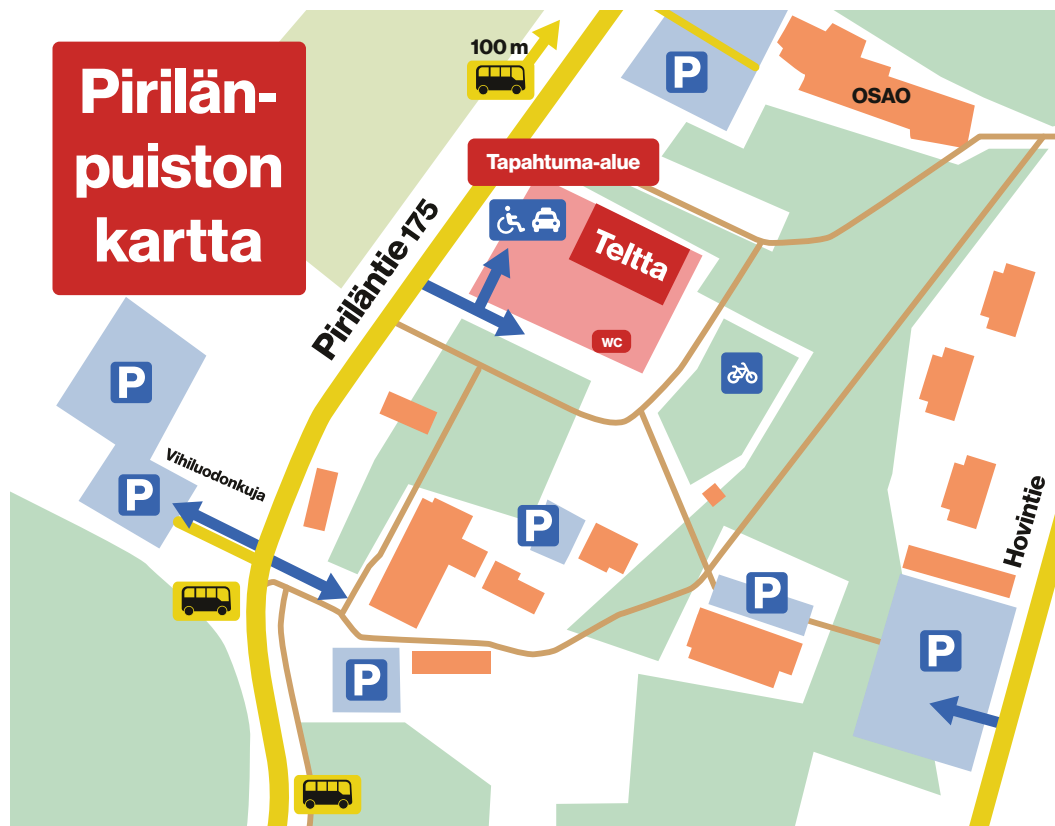 Pirilän-
puiston
kartta
100 m
P
OSAO
Tapahtuma-alue
Piriläntie 175
Teltta
WC
P
Vihiluodonkuja
P
P
P
Hovintie
P
P